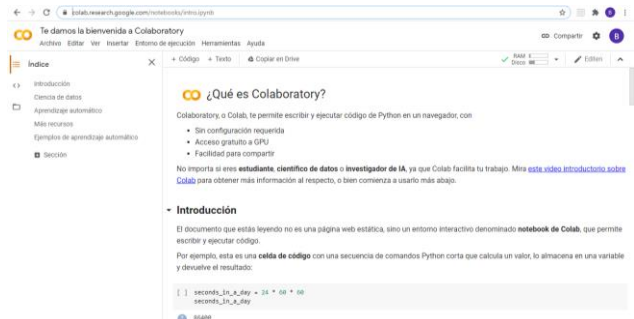 colab.research.google.com/notebooks/intro.ipynb
B
Te damos la bienvenida a Colaboratory
Archivo Editar Ver Insertar Entorno de ejecución Herramientas Ayuda
Compartir
B
Índice
+ Código + Texto Copiar en Drive
RAM
Disco
Editen
Introducción
Ciencia de datos
Aprendizaje automático
Más recursos
Ejemplos de aprendizaje automático
Sección
¿Qué es Colaboratory?
Colaboratory, o Colab, te permite escribir y ejecutar código de Python en un navegador, con
• Sin configuración requerida
• Acceso gratuito a GPU
• Facilidad para compartir
No importa si eres estudiante, científico de datos o investigador de IA, ya que Colab facilita tu trabajo. Mira este video introductorio sobre
Colab para obtener más información al respecto, o bien comienza a usarlo más abajo.
Introducción
El documento que estás leyendo no es una página web estática, sino un entorno interactivo denominado notebook de Colab, que permite
escribir y ejecutar código.
Por ejemplo, esta es una celda de código con una secuencia de comandos Python corta que calcula un valor, lo almacena en una variable
y devuelve el resultado:
[ ] seconds_in_a_day = 24 * 60 * 60
seconds_in_a_day
86400